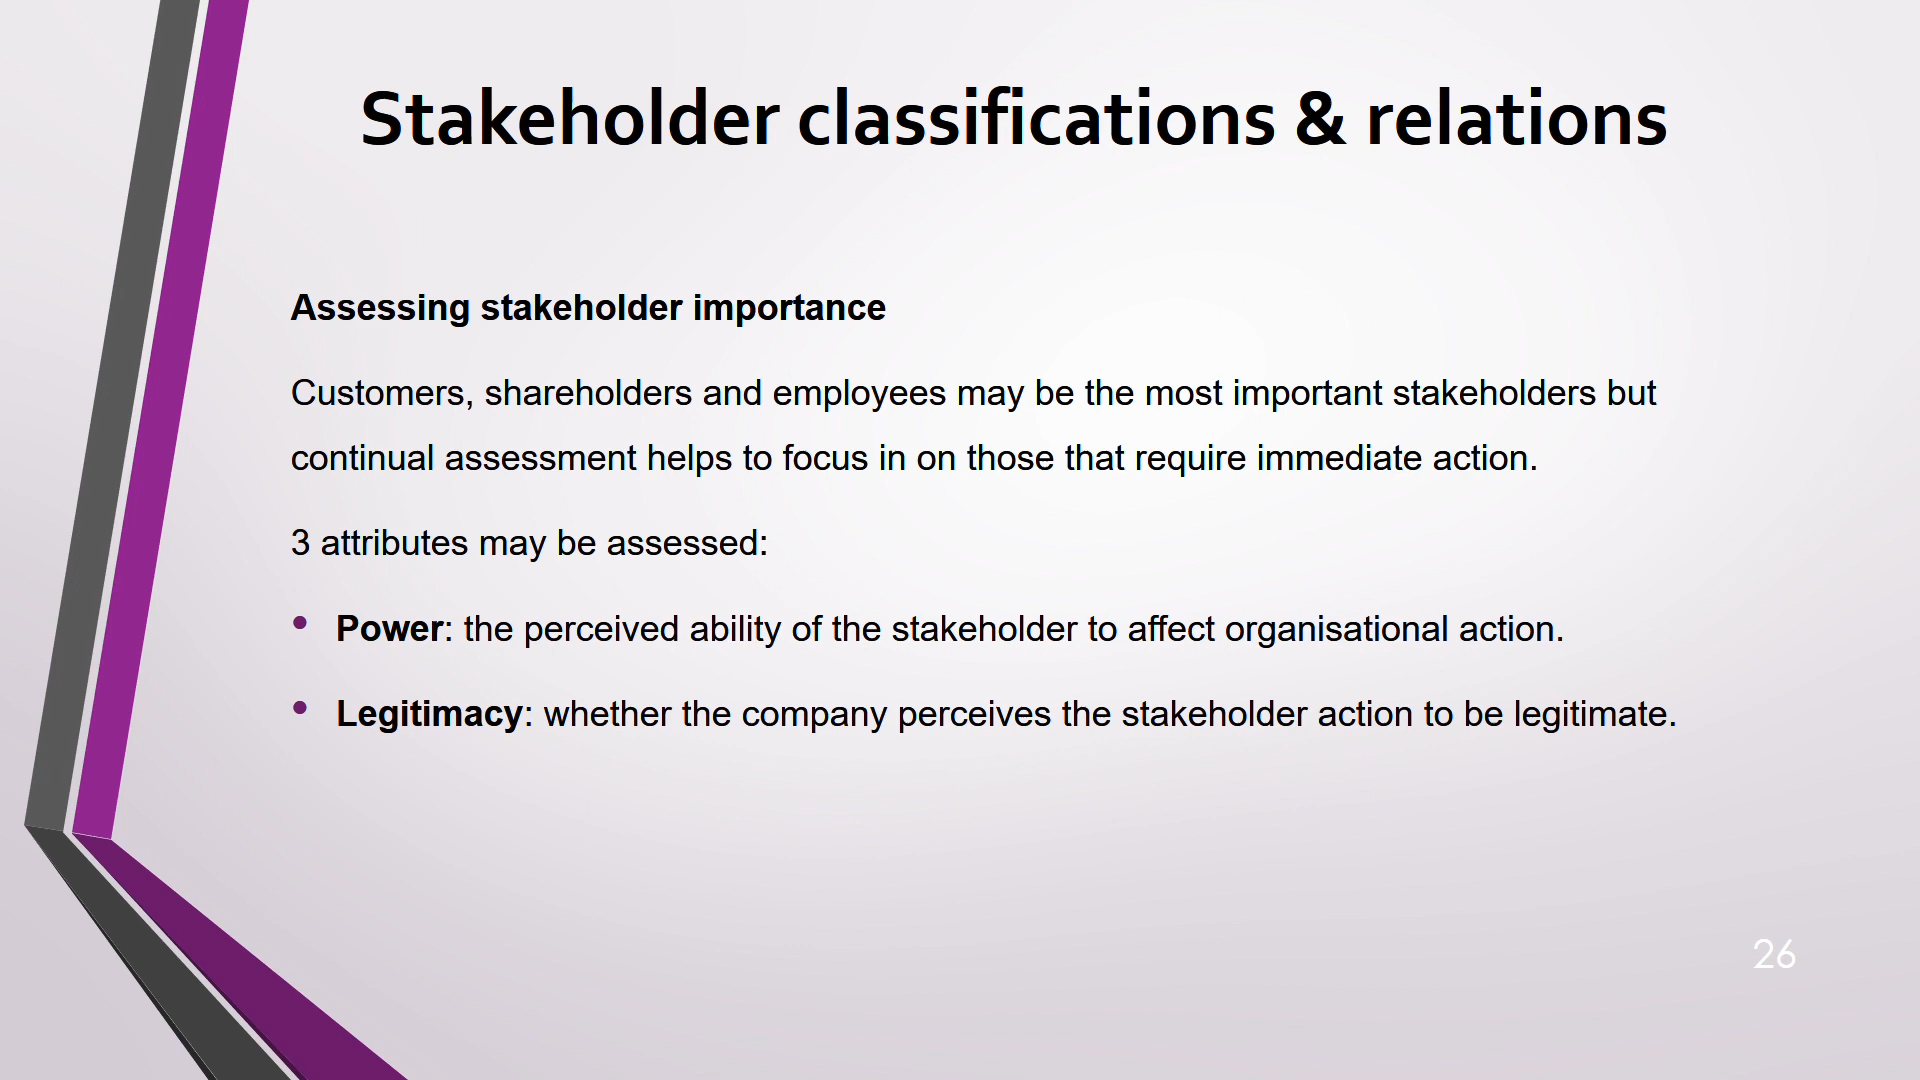 Stakeholder classifications & relations
Assessing stakeholder importance
Customers, shareholders and employees may be the most important stakeholders but
continual assessment helps to focus in on those that require immediate action.
3 attributes may be assessed:
• Power: the perceived ability of the stakeholder to affect organisational action.
• Legitimacy: whether the company perceives the stakeholder action to be legitimate.
26